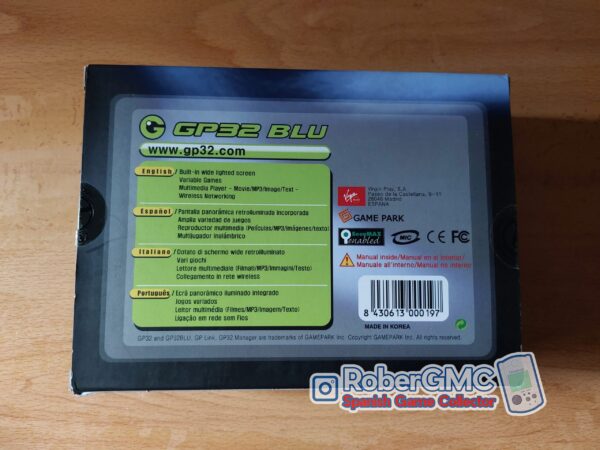 GP32 BLU
www.gp32.com
English / Built-in wide lighted screen
Variable Games
Multimedia Player - Movie/MP3/Image/Text -
Wireless Networking
Español / Pantalla panorámica retroiluminada incorporada
Amplia variedad de juegos
Reproductor multimedia (Películas/MP3/Imágenes/texto)
Multijugador inalámbrico
Italiano / Dotato di schermo wide retroilluminato
Vari giochi
Lettore multimediale (Filmati/MP3/Immagini/Testo)
Collegamento in rete wireless
Português / Ecrã panorâmico iluminado integrado
Jogos variados
Leitor multimédia (Filmes/MP3/Imagem/Texto)
Ligação em rede sem Fios
Virgin
Virgin Play, S.A
Paseo de la Castellana, 9-11
28046 Madrid
ESPAÑA
GAME PARK
enabled
MIC CE FC
Manual inside/Manual en el interior/
Manuale all'interno/Manual no interior
8 430613 000197
MADE IN KOREA
GP32 and GP32BLU, GP Link, GP32 Manager are trademarks of GAMEPARK Inc. Copyright GAMEPARK Inc. All rights reserved.
RoberGMC
Spanish Game Collector